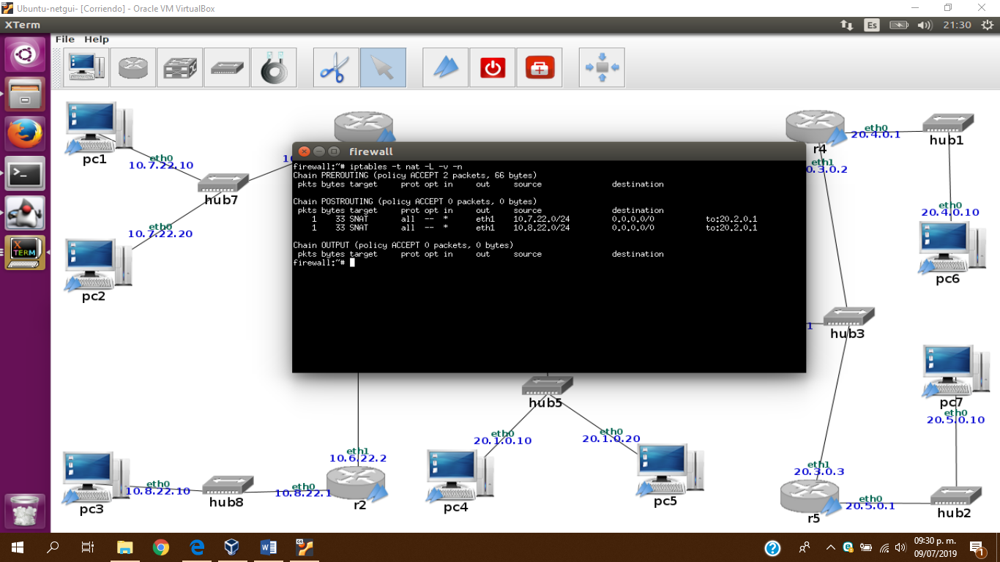 Ubuntu-netgui- [Corriendo] - Oracle VM VirtualBox
XTerm
Es
21:30
File Help
pc1
eth0
10.7.22.10
hub7
eth0
10.7.22.20
pc2
r4
eth0
20.4.0.1
hub1
eth1
0.3.0.2
eth0
20.4.0.10
pc6
firewall
firewall:~# iptables -t nat -L -v -n
Chain PREROUTING (policy ACCEPT 2 packets, 66 bytes)
pkts bytes target prot opt in out source destination
Chain POSTROUTING (policy ACCEPT 0 packets, 0 bytes)
pkts bytes target prot opt in out source destination
1 33 SNAT all -- * eth1 10.7.22.0/24 0.0.0.0/0 to:20.2.0.1
1 33 SNAT all -- * eth1 10.8.22.0/24 0.0.0.0/0 to:20.2.0.1
Chain OUTPUT (policy ACCEPT 0 packets, 0 bytes)
pkts bytes target prot opt in out source destination
firewall:~#
X TERM
hub3
hub5
pc7
eth0
20.5.0.10
eth0
20.1.0.10
eth0
20.1.0.20
pc4
pc5
eth1
10.6.22.2
eth0
10.8.22.10
hub8
eth0
10.8.22.1
r2
pc3
eth1
20.3.0.3
r5
eth0
20.5.0.1
hub2
09:30 p. m.
09/07/2019
1